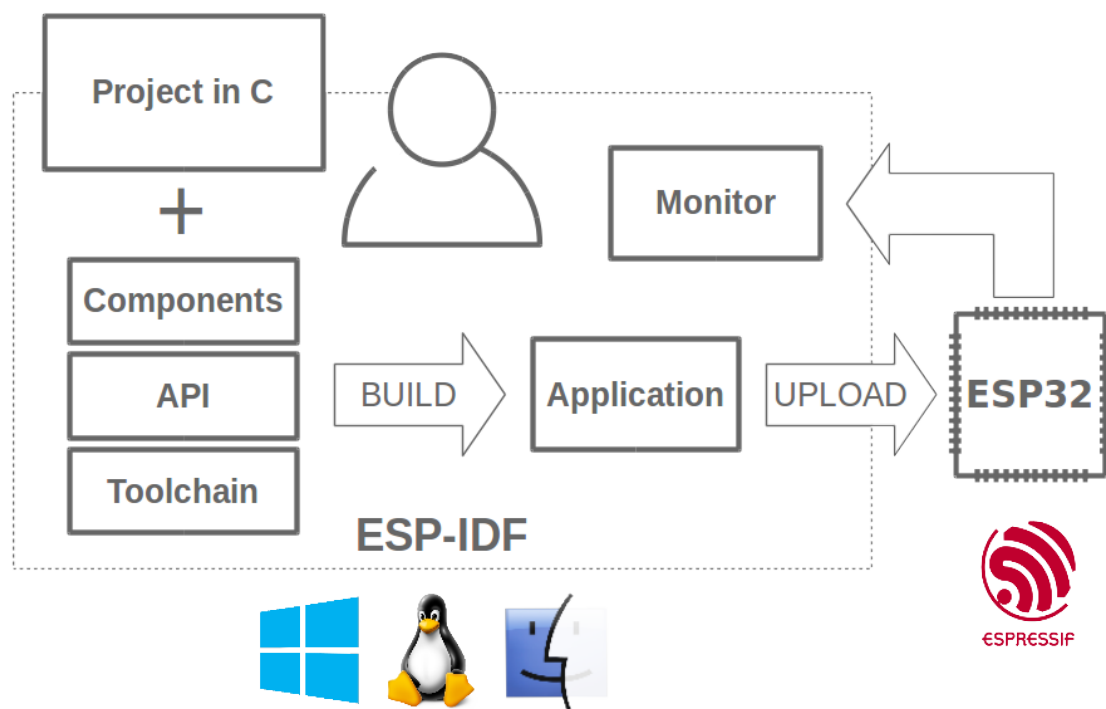 Project in C
+
Components
API
Toolchain
BUILD
Application
UPLOAD
Monitor
ESP32
ESP-IDF
ESPRESSIF